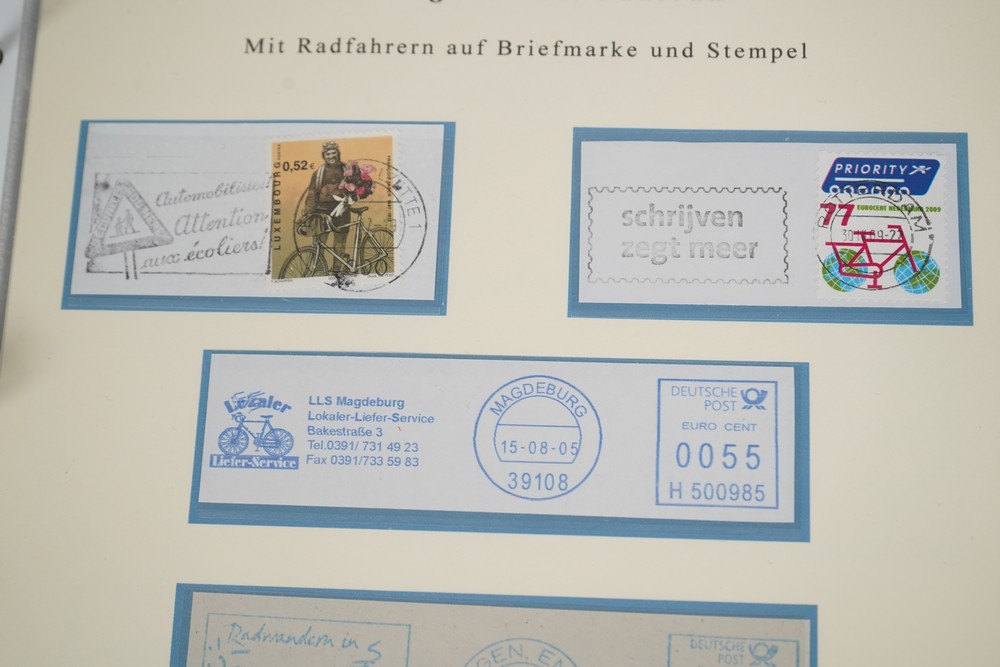 Mit Radfahrern auf Briefmarke und Stempel
Automobilistes!
Attention
aux écoliers!
0,52€
LUXEMBOURG
schrijven
zegt meer
PRIORITY
77
EUROCENT NEDERLAND 2009
Lokaler
Liefer-Service
LLS Magdeburg
Lokaler-Liefer-Service
Bakestraße 3
Tel.0391/ 731 49 23
Fax 0391/733 59 83
MAGDEBURG
15-08-05
39108
DEUTSCHE
POST
EURO CENT
0055
H 500985
Radwandern in
GEN, EN
DEUTSCHE
POST